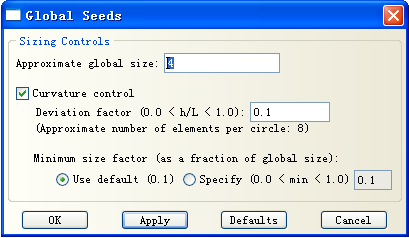 Global Seeds
Sizing Controls
Approximate global size: 4
Curvature control
Deviation factor (0.0 < h/L < 1.0): 0.1
(Approximate number of elements per circle: 8)
Minimum size factor (as a fraction of global size):
Use default (0.1) Specify (0.0 < min < 1.0) 0.1
OK Apply Defaults Cancel